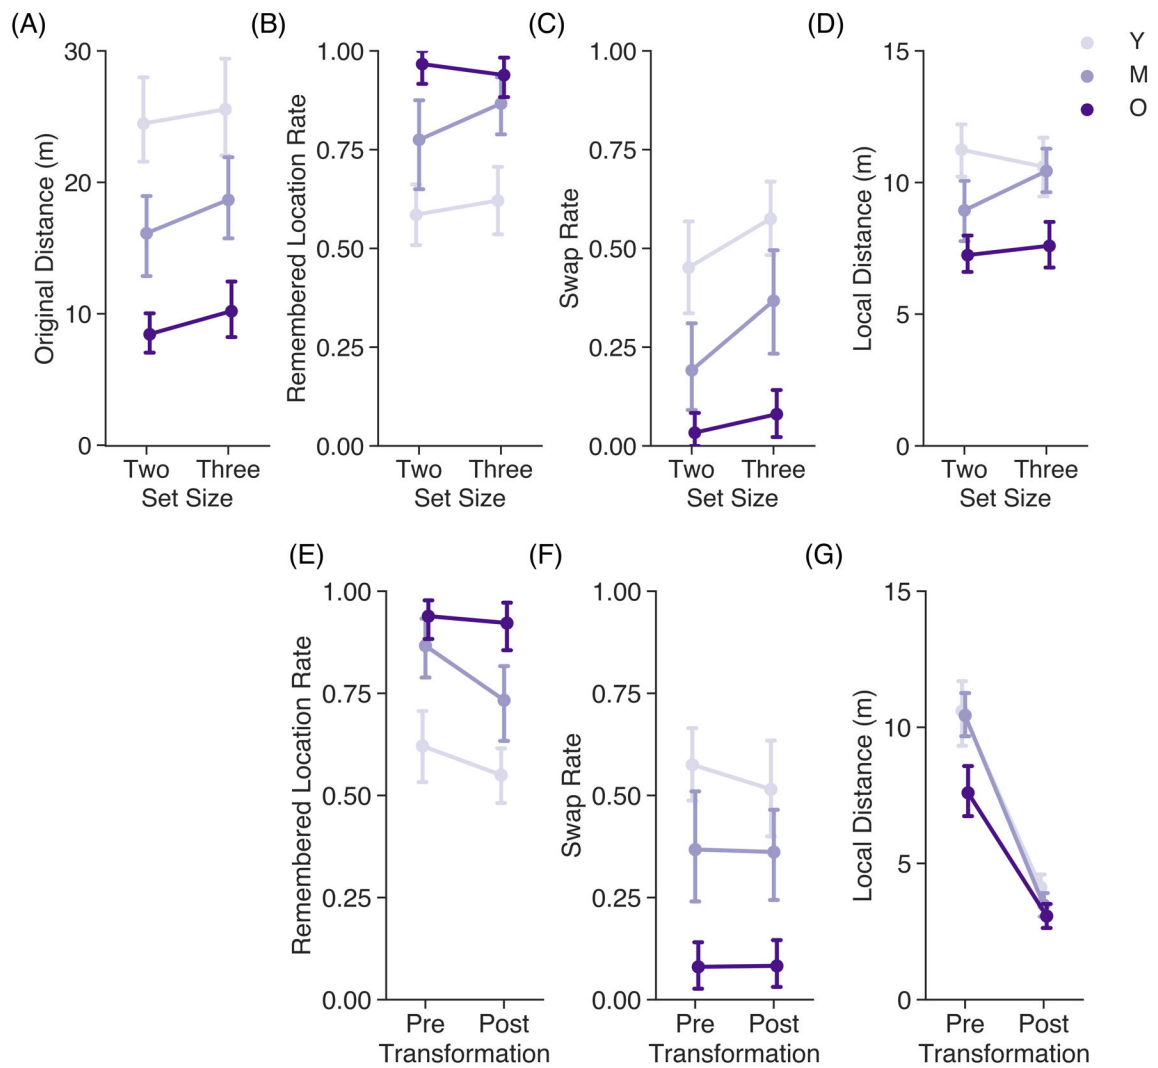 (A)
(B)
(C)
(D)
Y
M
O
30
20
10
0
Original Distance (m)
Two
Three
Set Size
1.00
0.75
0.50
0.25
0.00
Remembered Location Rate
Two
Three
Set Size
1.00
0.75
0.50
0.25
0.00
Swap Rate
Two
Three
Set Size
15
10
5
0
Local Distance (m)
Two
Three
Set Size
(E)
(F)
(G)
1.00
0.75
0.50
0.25
0.00
Remembered Location Rate
Pre
Post
Transformation
1.00
0.75
0.50
0.25
0.00
Swap Rate
Pre
Post
Transformation
15
10
5
0
Local Distance (m)
Pre
Post
Transformation